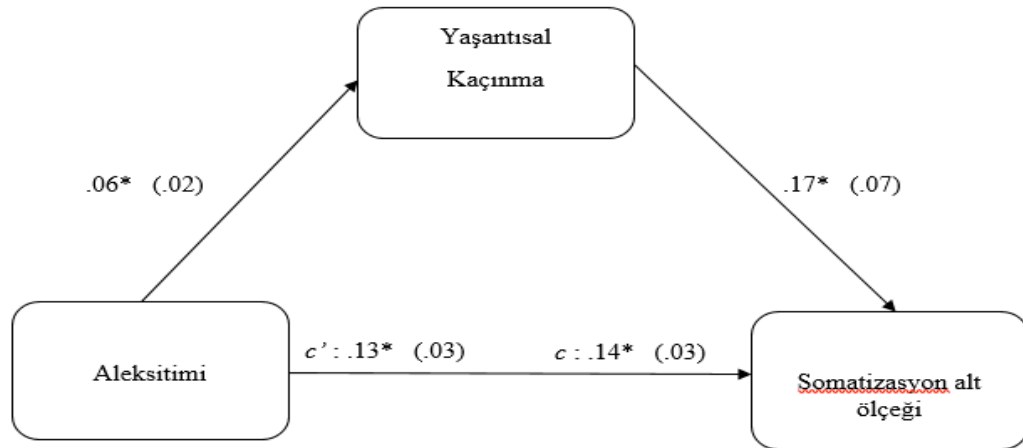 Yaşantısal
Kaçınma
.06* (.02)
.17* (.07)
c’ : .13* (.03)
c : .14* (.03)
Aleksitimi
Somatizasyon alt
ölçeği